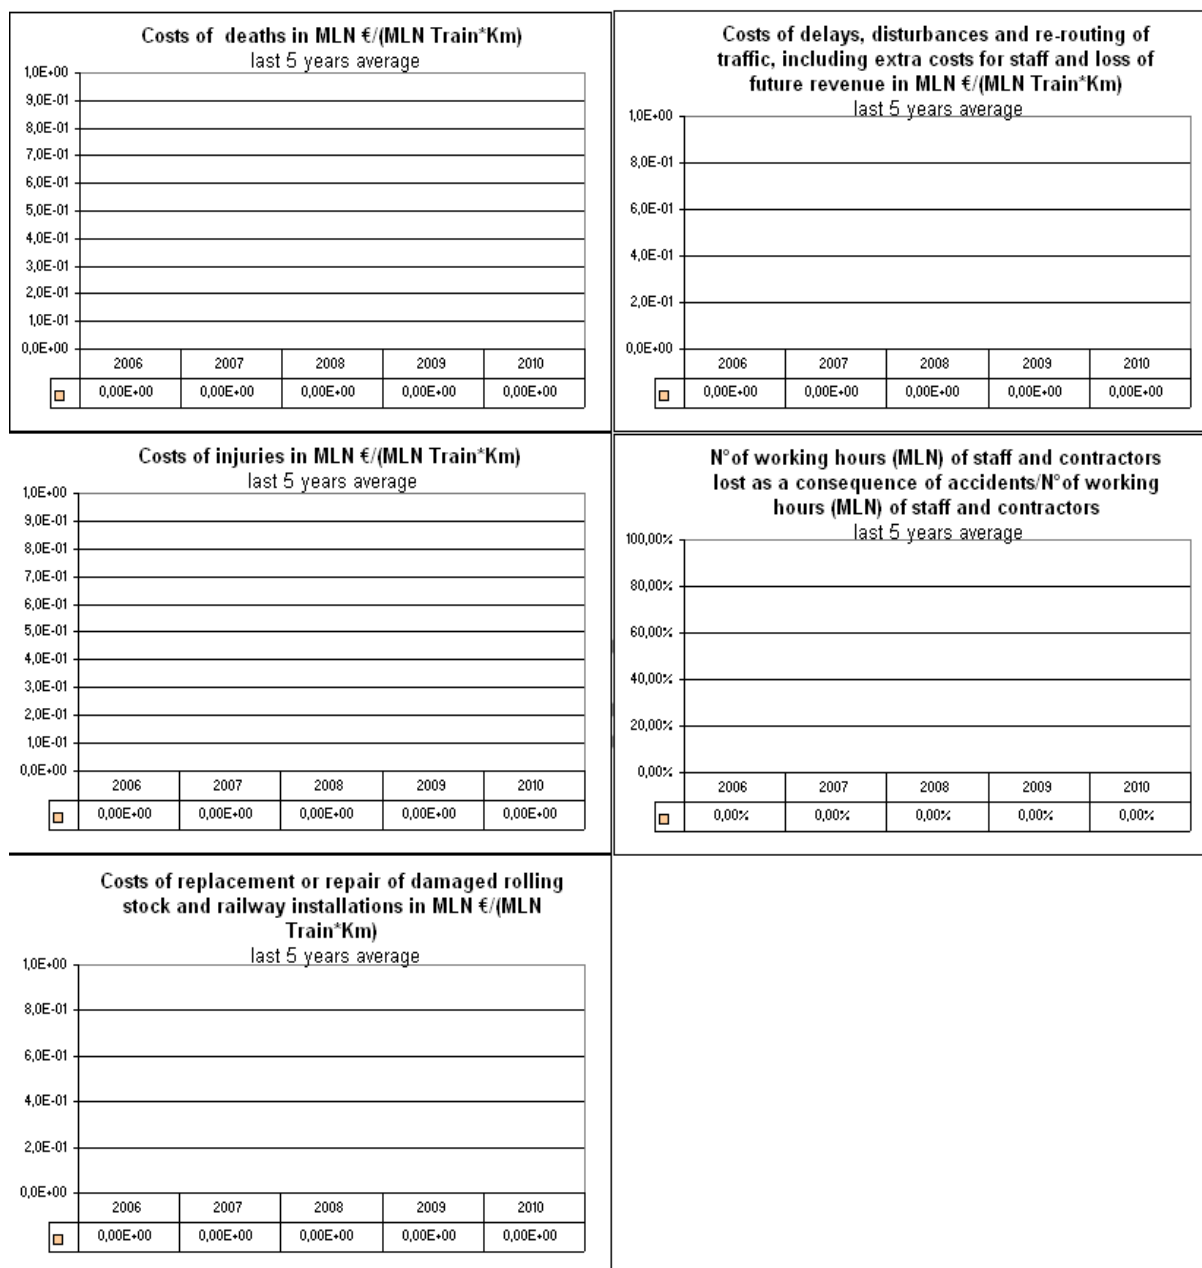 Costs of deaths in MLN €/(MLN Train*Km)
last 5 years average
1,0E+00
9,0E-01
8,0E-01
7,0E-01
6,0E-01
5,0E-01
4,0E-01
3,0E-01
2,0E-01
1,0E-01
0,0E+00
2006 2007 2008 2009 2010
0,00E+00 0,00E+00 0,00E+00 0,00E+00 0,00E+00
Costs of delays, disturbances and re-routing of
traffic, including extra costs for staff and loss of
future revenue in MLN €/(MLN Train*Km)
last 5 years average
1,0E+00
8,0E-01
6,0E-01
4,0E-01
2,0E-01
0,0E+00
2006 2007 2008 2009 2010
0,00E+00 0,00E+00 0,00E+00 0,00E+00 0,00E+00
Costs of injuries in MLN €/(MLN Train*Km)
last 5 years average
1,0E+00
9,0E-01
8,0E-01
7,0E-01
6,0E-01
5,0E-01
4,0E-01
3,0E-01
2,0E-01
1,0E-01
0,0E+00
2006 2007 2008 2009 2010
0,00E+00 0,00E+00 0,00E+00 0,00E+00 0,00E+00
N°of working hours (MLN) of staff and contractors
lost as a consequence of accidents/N°of working
hours (MLN) of staff and contractors
last 5 years average
100,00%
80,00%
60,00%
40,00%
20,00%
0,00%
2006 2007 2008 2009 2010
0,00% 0,00% 0,00% 0,00% 0,00%
Costs of replacement or repair of damaged rolling
stock and railway installations in MLN €/(MLN
Train*Km)
last 5 years average
1,0E+00
8,0E-01
6,0E-01
4,0E-01
2,0E-01
0,0E+00
2006 2007 2008 2009 2010
0,00E+00 0,00E+00 0,00E+00 0,00E+00 0,00E+00